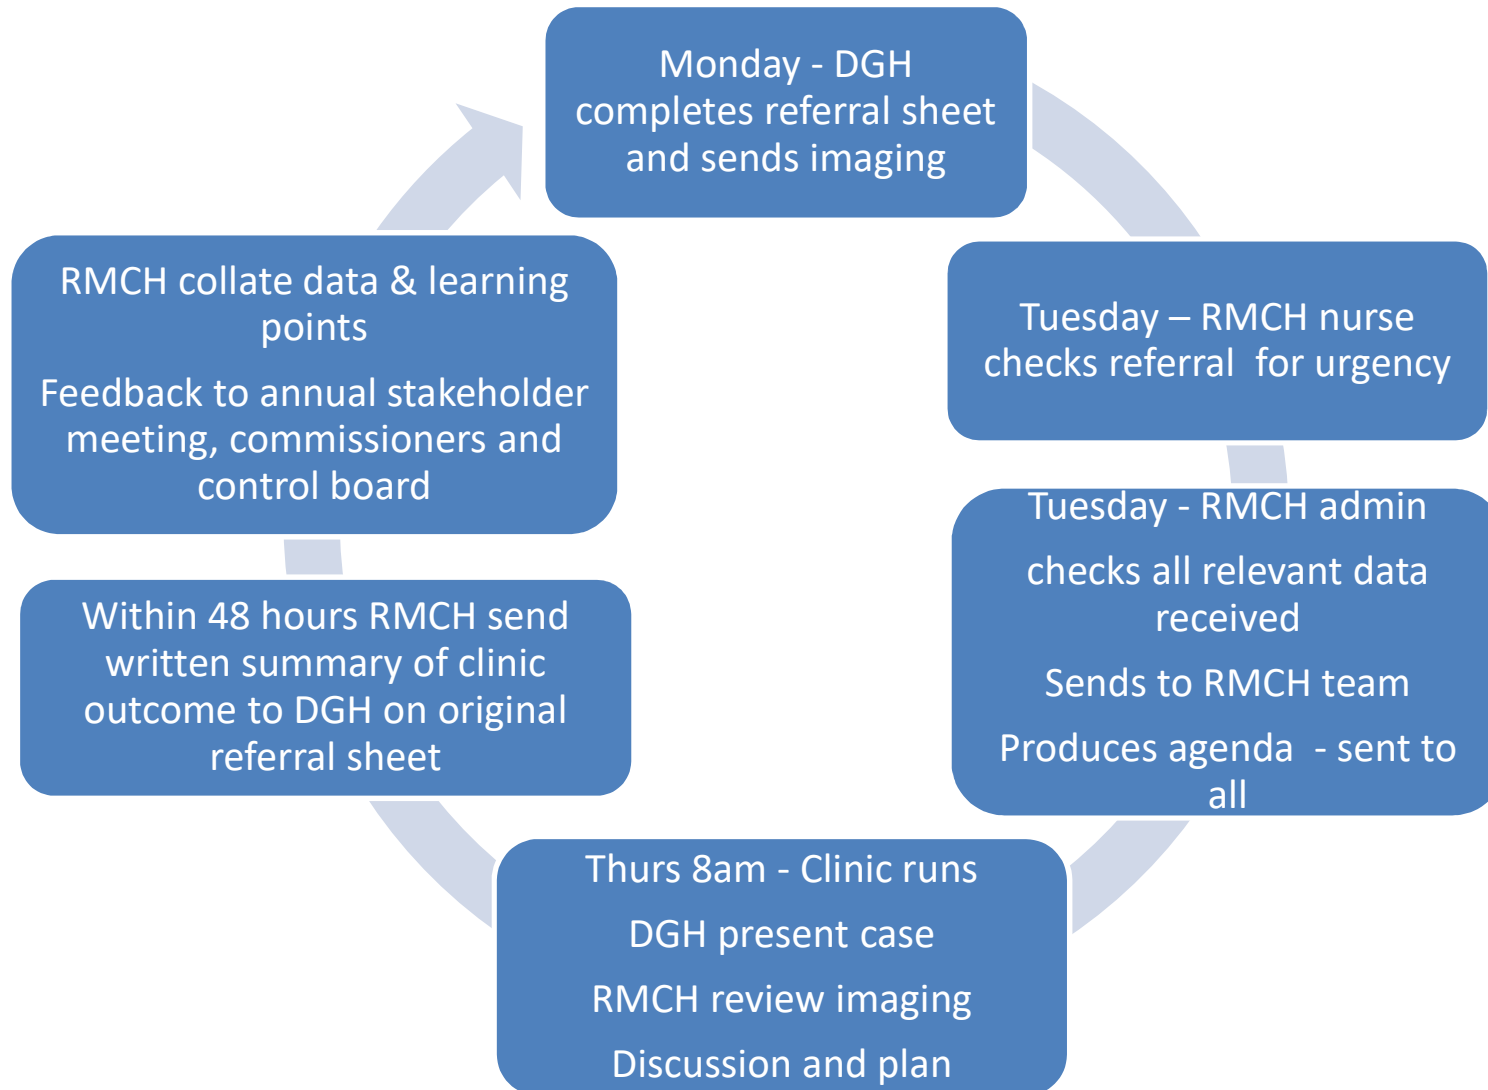 Monday - DGH
completes referral sheet
and sends imaging
Tuesday – RMCH nurse
checks referral  for urgency
Tuesday - RMCH admin
checks all relevant data
received
Sends to RMCH team
Produces agenda  - sent to
all
Thurs 8am - Clinic runs
DGH present case
RMCH review imaging
Discussion and plan
Within 48 hours RMCH send
written summary of clinic
outcome to DGH on original
referral sheet
RMCH collate data & learning
points
Feedback to annual stakeholder
meeting, commissioners and
control board